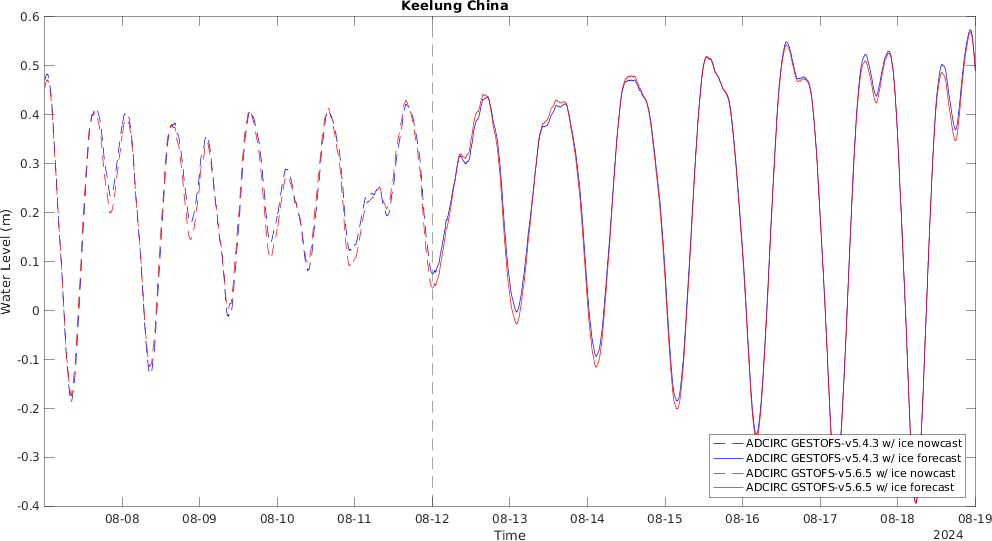 Keelung China
0.6
0.5
0.4
0.3
0.2
0.1
0
-0.1
-0.2
-0.3
-0.4
Water Level (m)
ADCIRC GESTOFS-v5.4.3 w/ ice nowcast
ADCIRC GESTOFS-v5.4.3 w/ ice forecast
ADCIRC GSTOFS-v5.6.5 w/ ice nowcast
ADCIRC GSTOFS-v5.6.5 w/ ice forecast
08-08 08-09 08-10 08-11 08-12 08-13 08-14 08-15 08-16 08-17 08-18 08-19
Time
2024